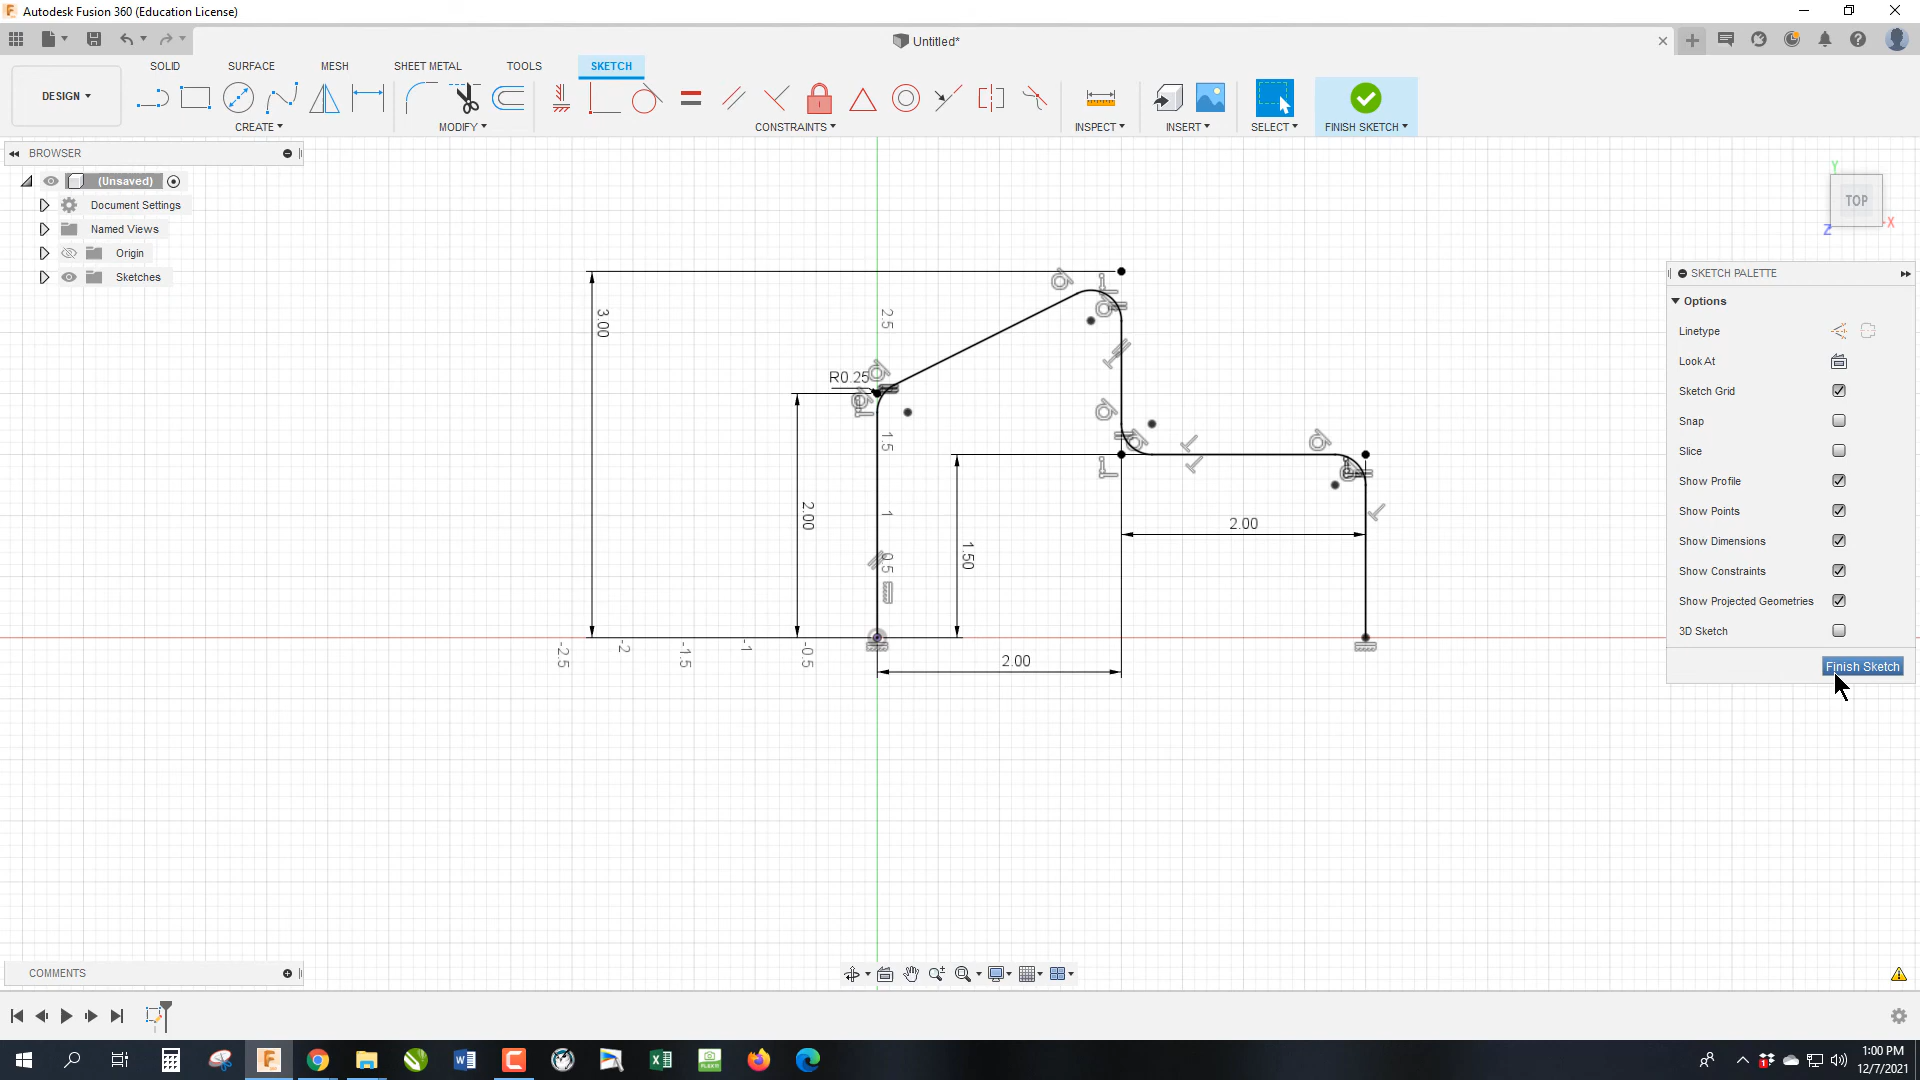 Autodesk Fusion 360 (Education License)
Untitled*
DESIGN
SOLID
SURFACE
MESH
SHEET METAL
TOOLS
SKETCH
CREATE
MODIFY
CONSTRAINTS
INSPECT
INSERT
SELECT
FINISH SKETCH
BROWSER
(Unsaved)
Document Settings
Named Views
Origin
Sketches
TOP
Y
X
Z
3.00
2.5
R0.25
1.5
2.00
1
0.5
1.50
2.00
2.00
-2.5
-2
-1.5
-1
-0.5
SKETCH PALETTE
Options
Linetype
Look At
Sketch Grid
Snap
Slice
Show Profile
Show Points
Show Dimensions
Show Constraints
Show Projected Geometries
3D Sketch
Finish Sketch
COMMENTS
1:00 PM
12/7/2021